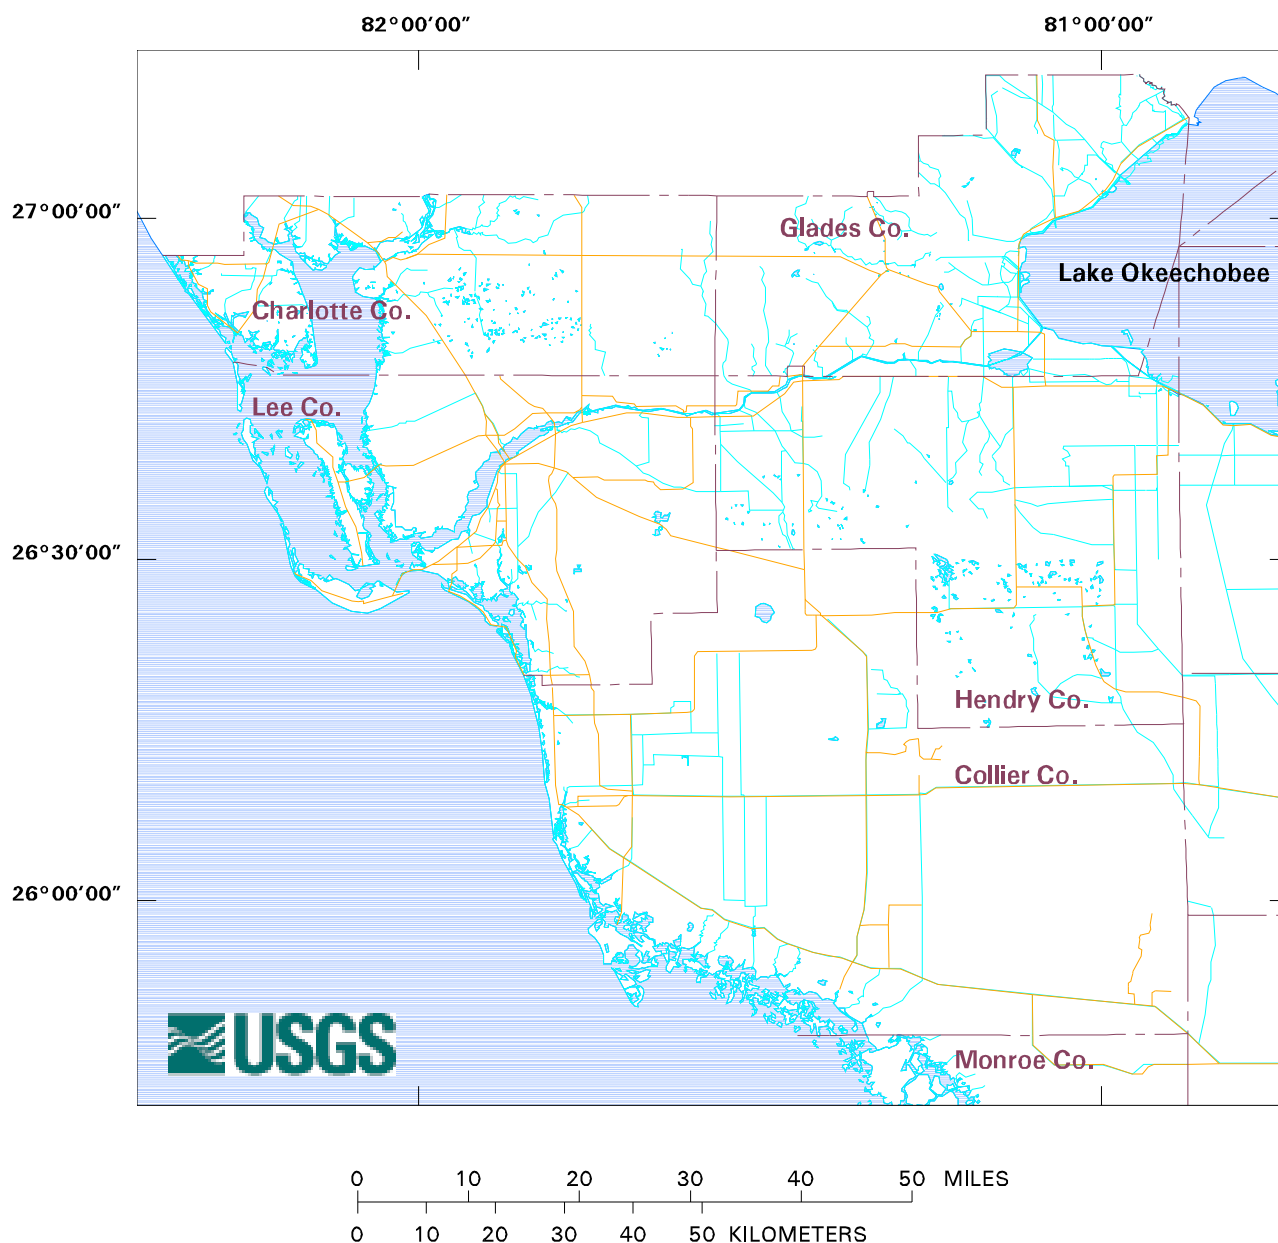 82°00′00″ 81°00′00″
27°00′00″
Glades Co.
Lake Okeechobee
Charlotte Co.
Lee Co.
26°30′00″
Hendry Co.
Collier Co.
26°00′00″
USGS
Monroe Co.
0 10 20 30 40 50 MILES
0 10 20 30 40 50 KILOMETERS